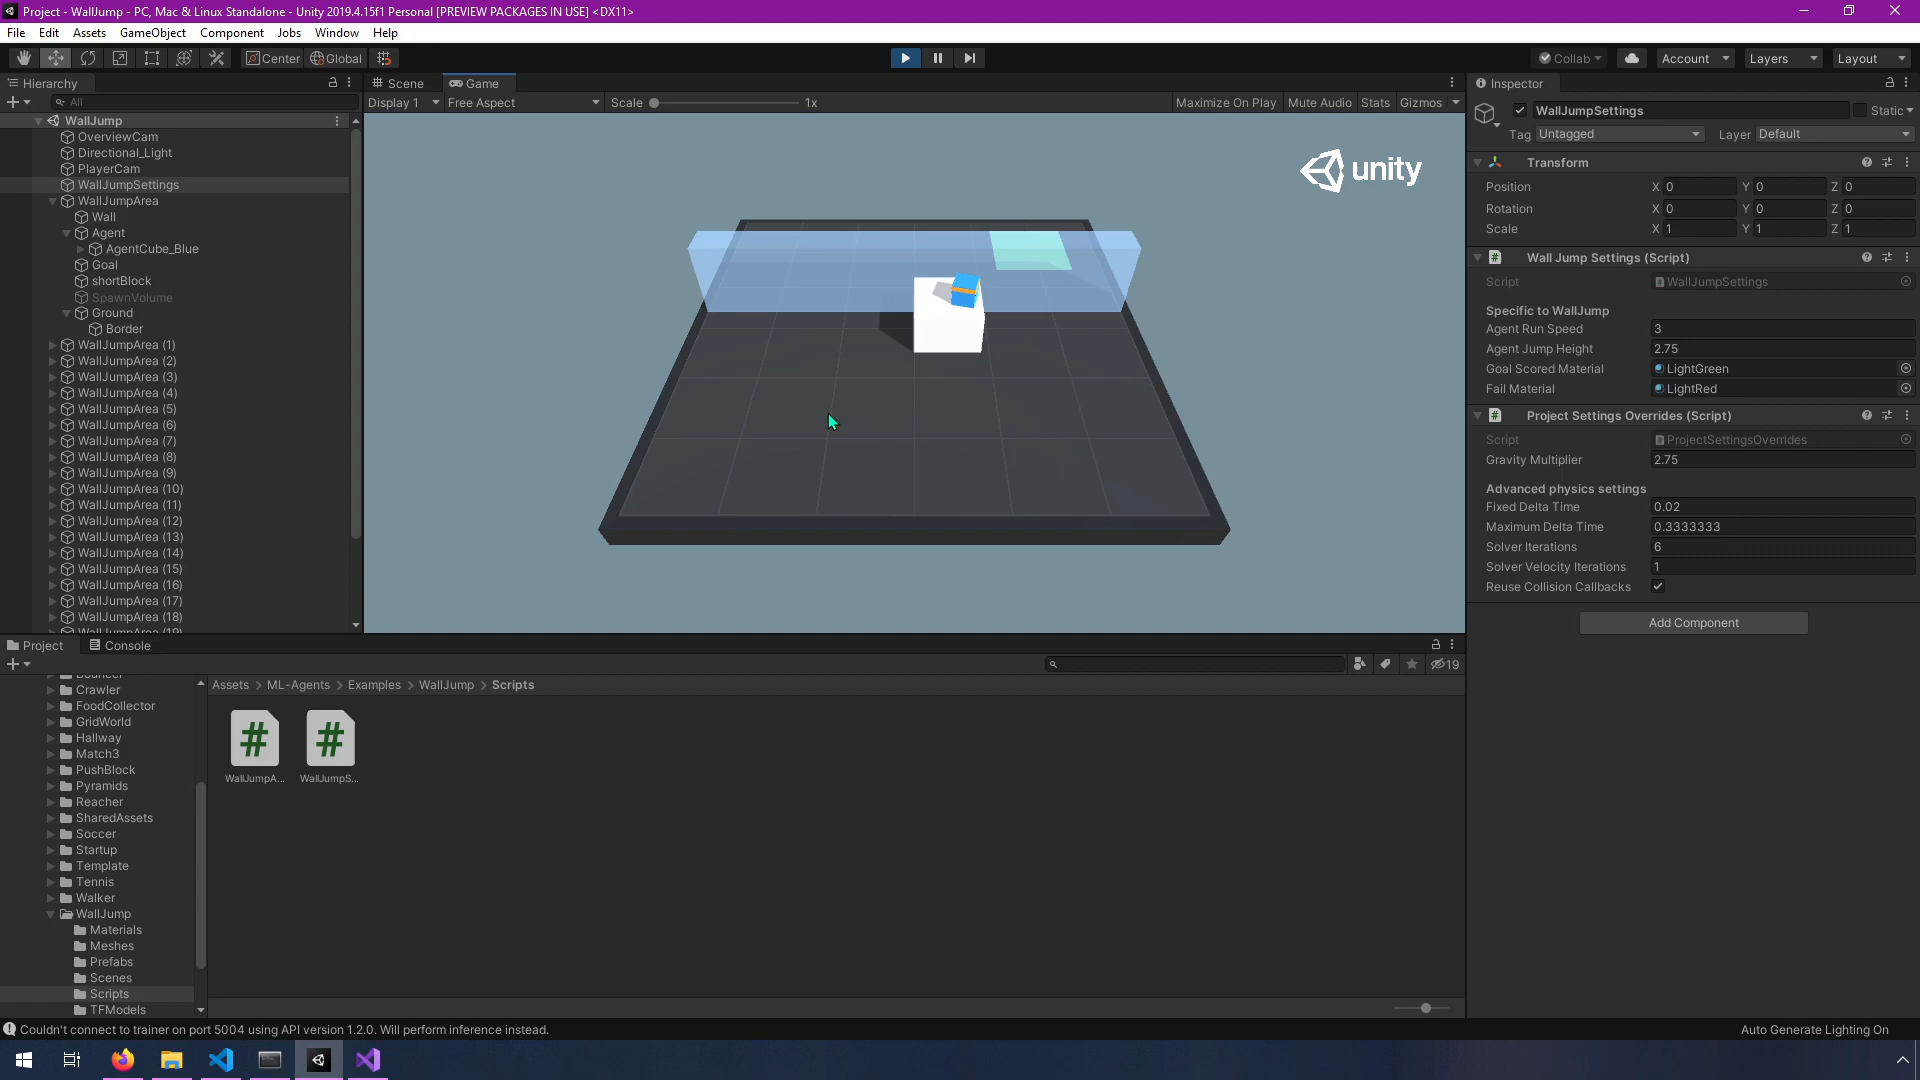 Project - WallJump - PC, Mac & Linux Standalone - Unity 2019.4.15f1 Personal [PREVIEW PACKAGES IN USE] <DX11>
File Edit Assets GameObject Component Jobs Window Help
Center Global Collab Account Layers Layout
Hierarchy
All
WallJump
OverviewCam
Directional_Light
PlayerCam
WallJumpSettings
WallJumpArea
Wall
Agent
AgentCube_Blue
Goal
shortBlock
SpawnVolume
Ground
Border
WallJumpArea (1)
WallJumpArea (2)
WallJumpArea (3)
WallJumpArea (4)
WallJumpArea (5)
WallJumpArea (6)
WallJumpArea (7)
WallJumpArea (8)
WallJumpArea (9)
WallJumpArea (10)
WallJumpArea (11)
WallJumpArea (12)
WallJumpArea (13)
WallJumpArea (14)
WallJumpArea (15)
WallJumpArea (16)
WallJumpArea (17)
WallJumpArea (18)
WallJumpArea (19)
Scene Game
Display 1 Free Aspect Scale 1x Maximize On Play Mute Audio Stats Gizmos
unity
Inspector
WallJumpSettings Static
Tag Untagged Layer Default
Transform
Position X 0 Y 0 Z 0
Rotation X 0 Y 0 Z 0
Scale X 1 Y 1 Z 1
# Wall Jump Settings (Script)
Script WallJumpSettings
Specific to WallJump
Agent Run Speed 3
Agent Jump Height 2.75
Goal Scored Material LightGreen
Fail Material LightRed
# Project Settings Overrides (Script)
Script ProjectSettingsOverrides
Gravity Multiplier 2.75
Advanced physics settings
Fixed Delta Time 0.02
Maximum Delta Time 0.3333333
Solver Iterations 6
Solver Velocity Iterations 1
Reuse Collision Callbacks
Add Component
Project Console
19
Bouncer
Crawler
FoodCollector
GridWorld
Hallway
Match3
PushBlock
Pyramids
Reacher
SharedAssets
Soccer
Startup
Template
Tennis
Walker
WallJump
Materials
Meshes
Prefabs
Scenes
Scripts
TFModels
Assets > ML-Agents > Examples > WallJump > Scripts
# #
WallJumpA... WallJumpS...
Couldn't connect to trainer on port 5004 using API version 1.2.0. Will perform inference instead.
Auto Generate Lighting On